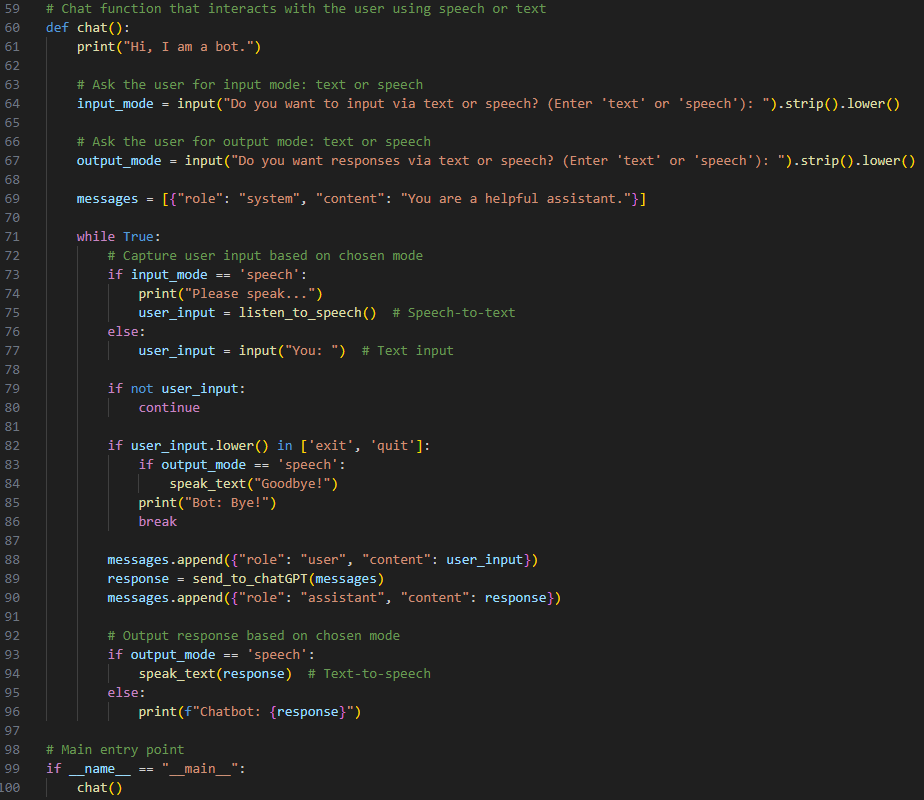 59 # Chat function that interacts with the user using speech or text
60 def chat():
61     print("Hi, I am a bot.")
62
63     # Ask the user for input mode: text or speech
64     input_mode = input("Do you want to input via text or speech? (Enter 'text' or 'speech'): ").strip().lower()
65
66     # Ask the user for output mode: text or speech
67     output_mode = input("Do you want responses via text or speech? (Enter 'text' or 'speech'): ").strip().lower()
68
69     messages = [{"role": "system", "content": "You are a helpful assistant."}]
70
71     while True:
72         # Capture user input based on chosen mode
73         if input_mode == 'speech':
74             print("Please speak...")
75             user_input = listen_to_speech()  # Speech-to-text
76         else:
77             user_input = input("You: ")  # Text input
78
79         if not user_input:
80             continue
81
82         if user_input.lower() in ['exit', 'quit']:
83             if output_mode == 'speech':
84                 speak_text("Goodbye!")
85             print("Bot: Bye!")
86             break
87
88         messages.append({"role": "user", "content": user_input})
89         response = send_to_chatGPT(messages)
90         messages.append({"role": "assistant", "content": response})
91
92         # Output response based on chosen mode
93         if output_mode == 'speech':
94             speak_text(response)  # Text-to-speech
95         else:
96             print(f"Chatbot: {response}")
97
98 # Main entry point
99 if __name__ == "__main__":
100     chat()